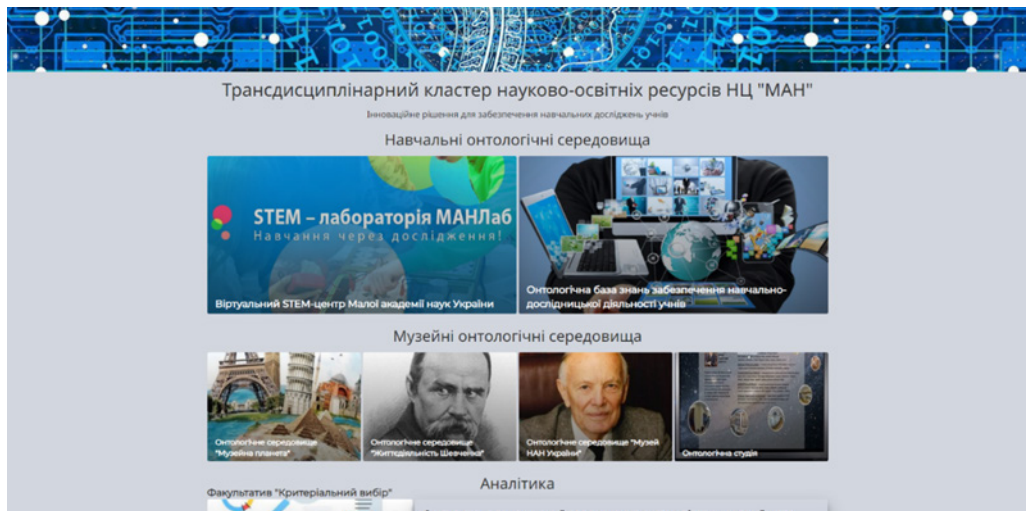 Трансдисциплінарний кластер науково-освітніх ресурсів НЦ "МАН"
Інноваційне рішення для забезпечення навчальних досліджень учнів
Навчальні онтологічні середовища
STEM – лабораторія МАНЛаб
Навчання через дослідження!
Віртуальний STEM-центр Малої академії наук України
Онтологічна база знань забезпечення навчально-
дослідницької діяльності учнів
Музейні онтологічні середовища
Онтологічне середовище
"Музейна планета"
Онтологічне середовище
"Життєдіяльність Шевченка"
Онтологічне середовище "Музей
НАН України"
Онтологічна студія
Аналітика
Факультатив "Критеріальний вибір"